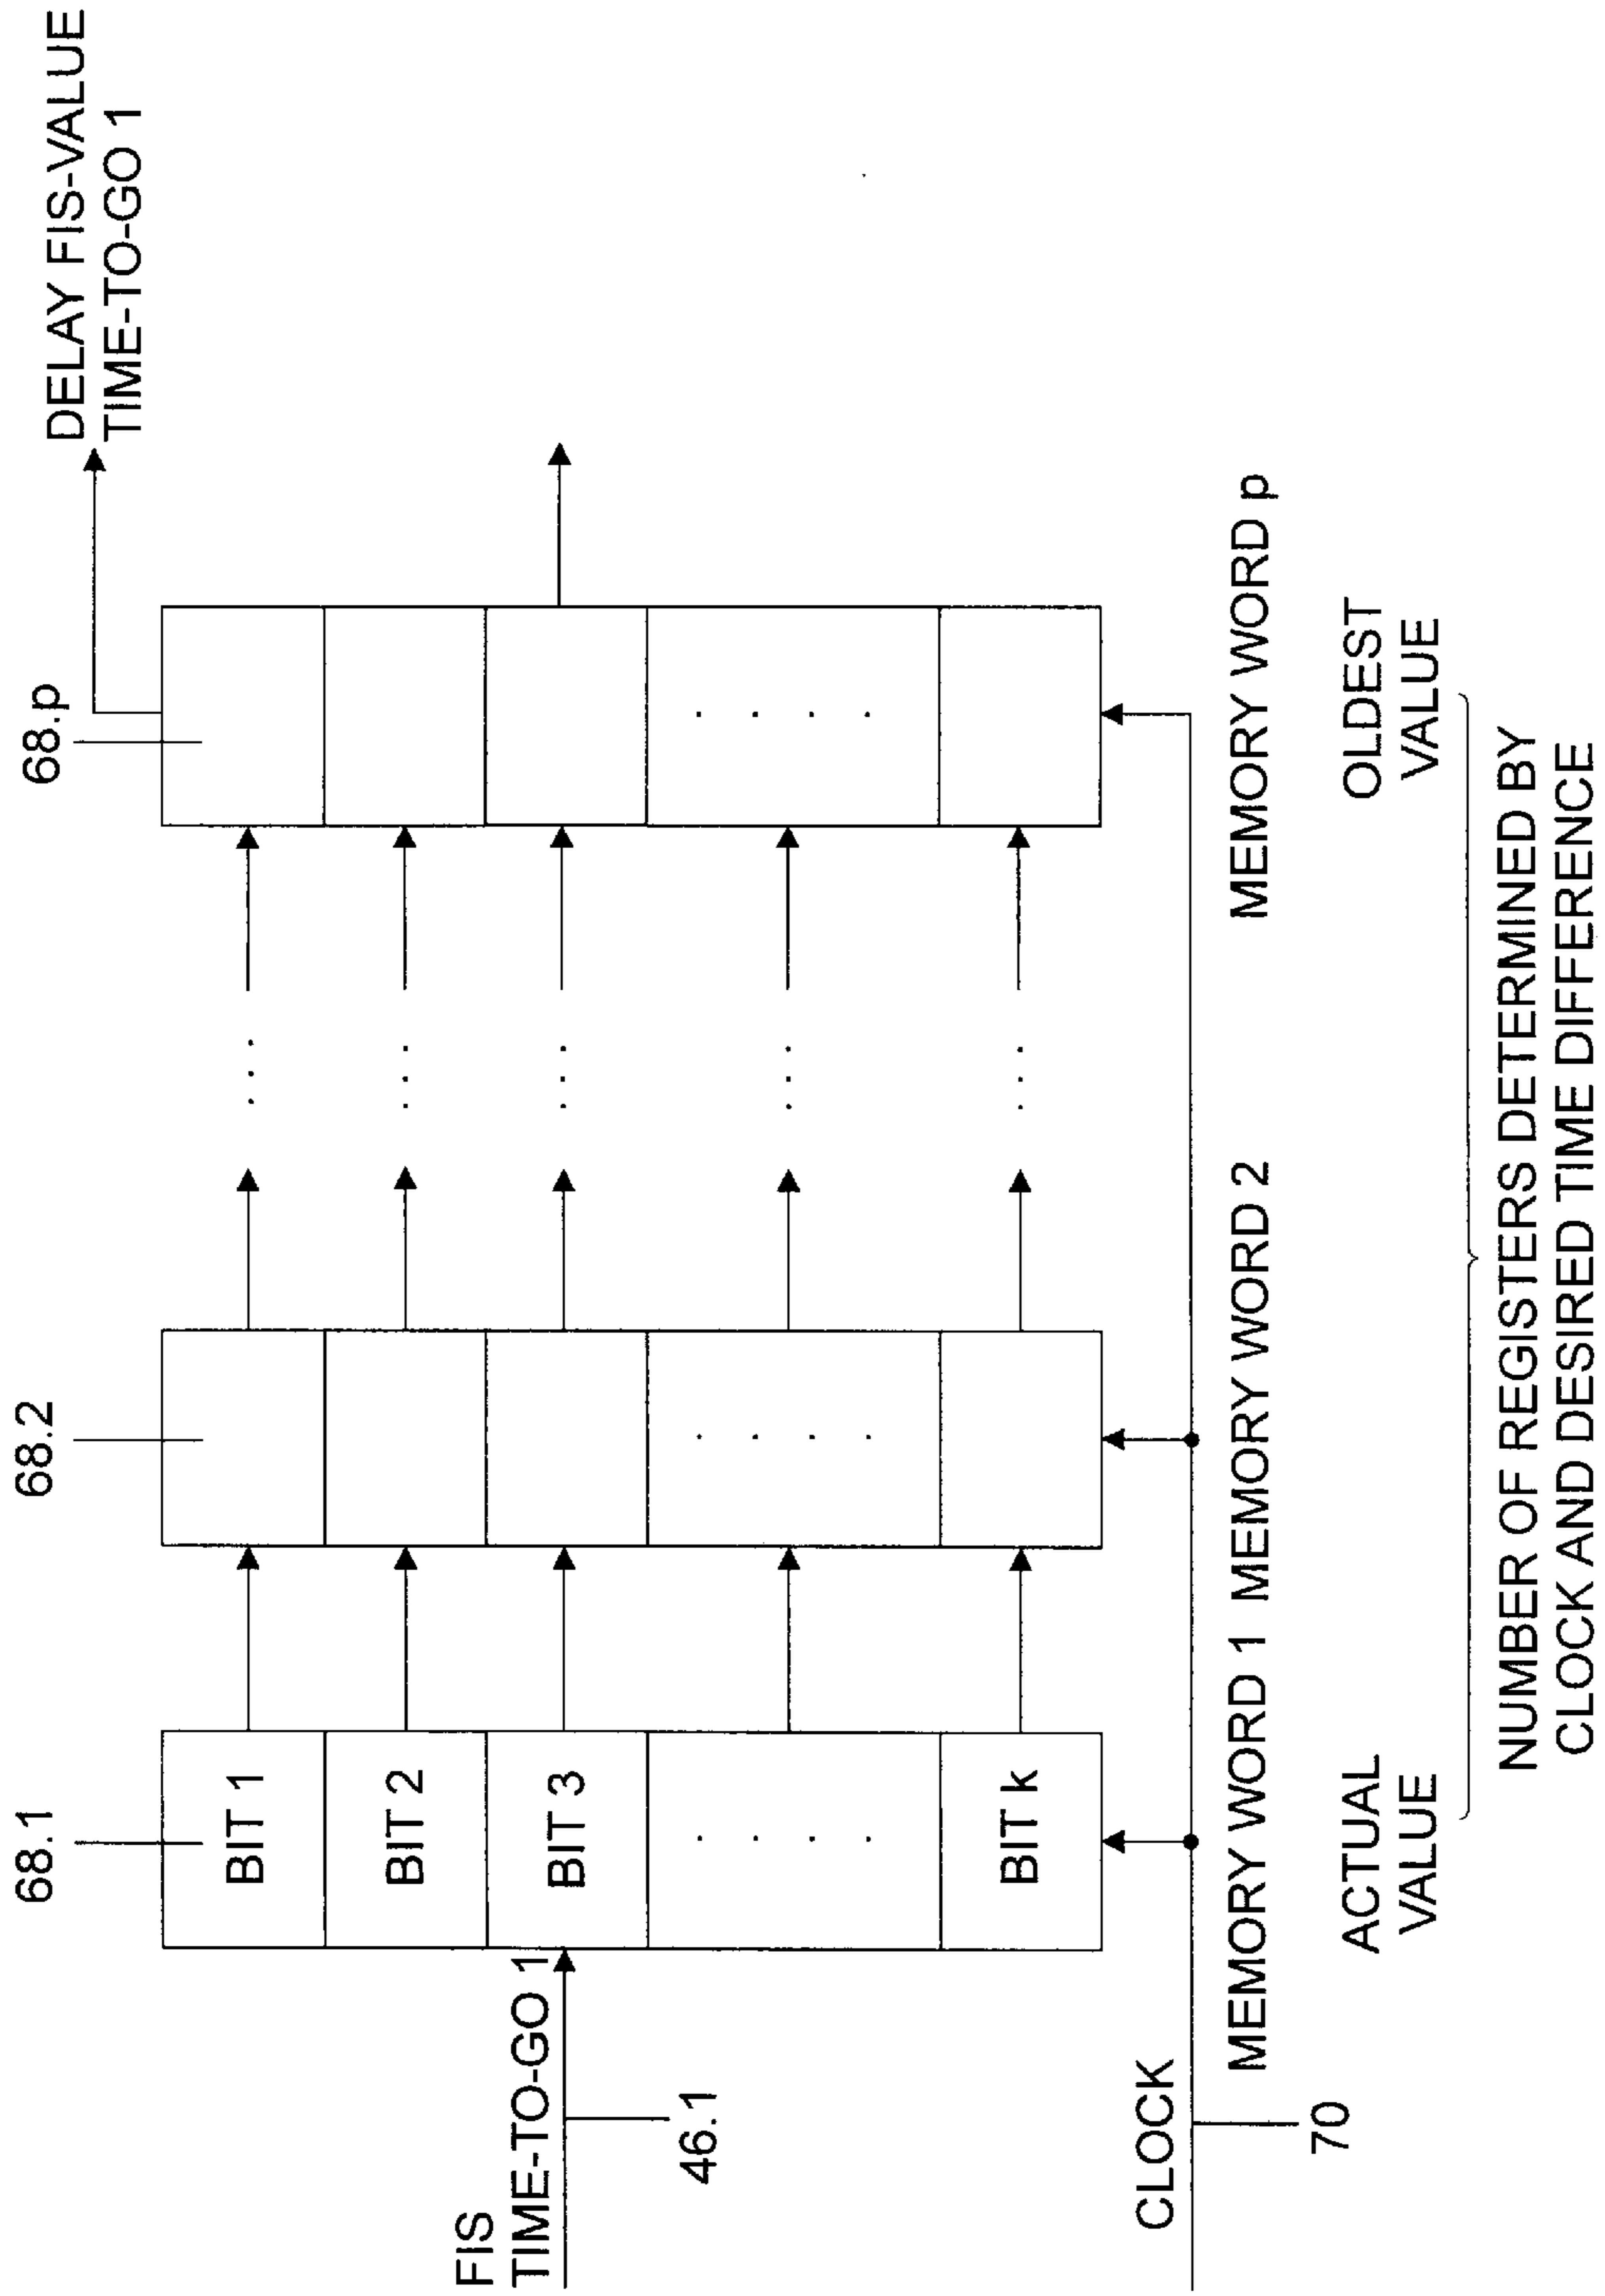 68.1
68.2
68.p
DELAY FIS-VALUE
TIME-TO-GO 1
BIT 1
BIT 2
BIT 3
BIT k
FIS
TIME-TO-GO 1
46.1
CLOCK
70
MEMORY WORD 1
MEMORY WORD 2
MEMORY WORD p
ACTUAL
VALUE
OLDEST
VALUE
NUMBER OF REGISTERS DETERMINED BY
CLOCK AND DESIRED TIME DIFFERENCE